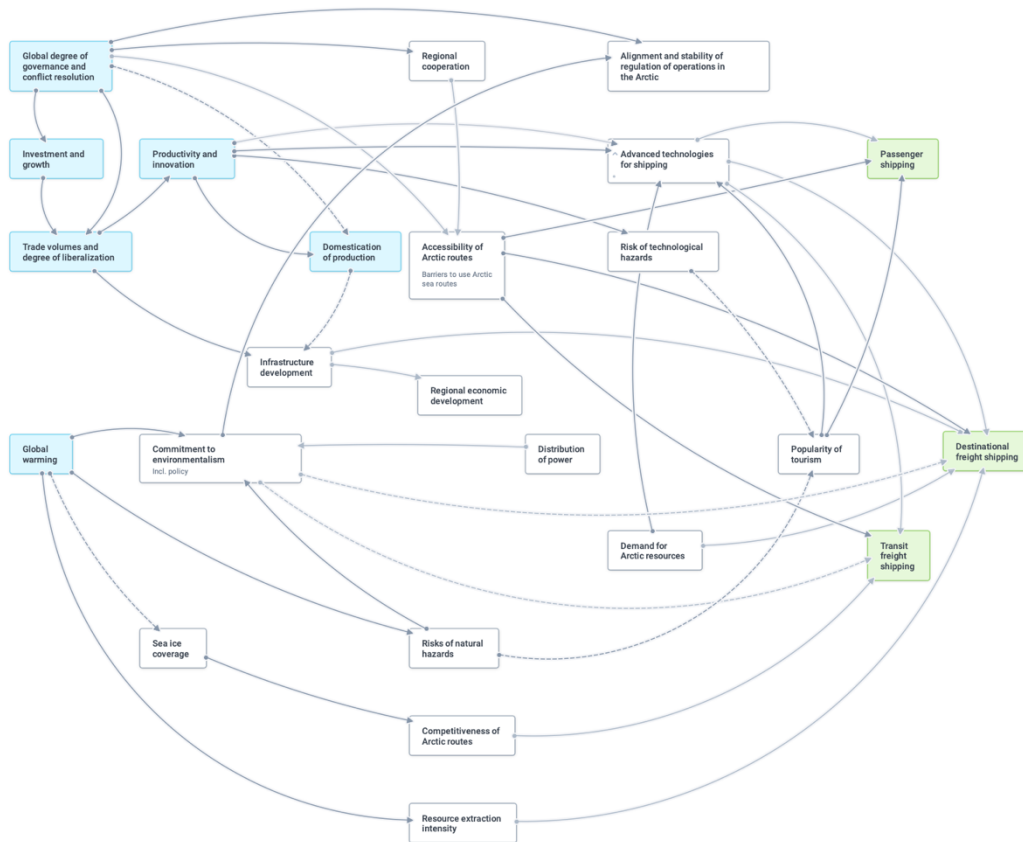 Global degree of
governance and
conflict resolution
Regional
cooperation
Alignment and stability of
regulation of operations in
the Arctic
Investment and
growth
Productivity and
innovation
Advanced technologies
for shipping
Passenger
shipping
Trade volumes and
degree of liberalization
Domestication
of production
Accessibility of
Arctic routes
Barriers to use Arctic
sea routes
Risk of technological
hazards
Infrastructure
development
Regional economic
development
Global
warming
Commitment to
environmentalism
Incl. policy
Distribution
of power
Popularity of
tourism
Destinational
freight shipping
Demand for
Arctic resources
Transit
freight
shipping
Sea ice
coverage
Risks of natural
hazards
Competitiveness of
Arctic routes
Resource extraction
intensity